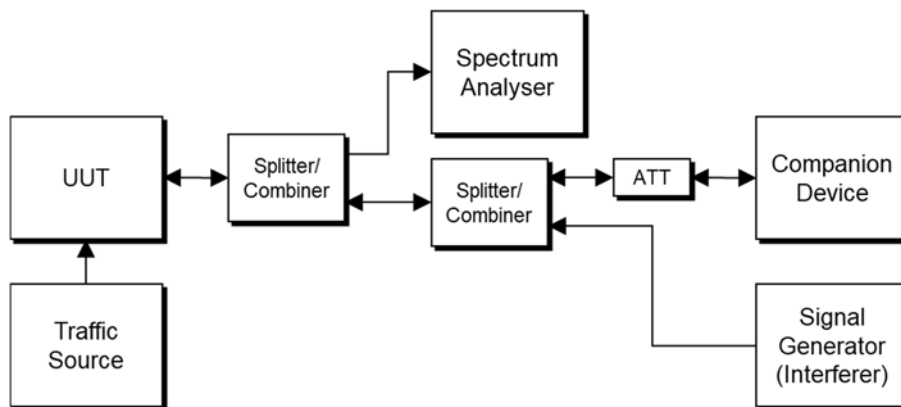 Spectrum
Analyser
UUT
Splitter/
Combiner
Splitter/
Combiner
ATT
Companion
Device
Traffic
Source
Signal
Generator
(Interferer)